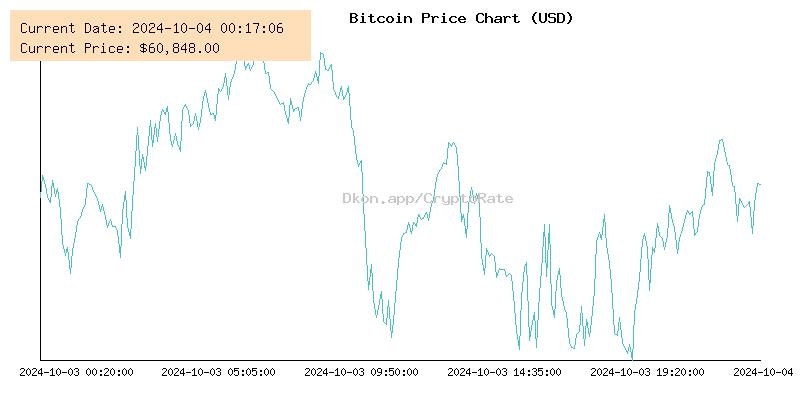 Bitcoin Price Chart (USD)
Current Date: 2024-10-04 00:17:06
Current Price: $60,848.00
Dkon.app/CryptoRate
2024-10-03 00:20:00 2024-10-03 05:05:00 2024-10-03 09:50:00 2024-10-03 14:35:00 2024-10-03 19:20:00 2024-10-04